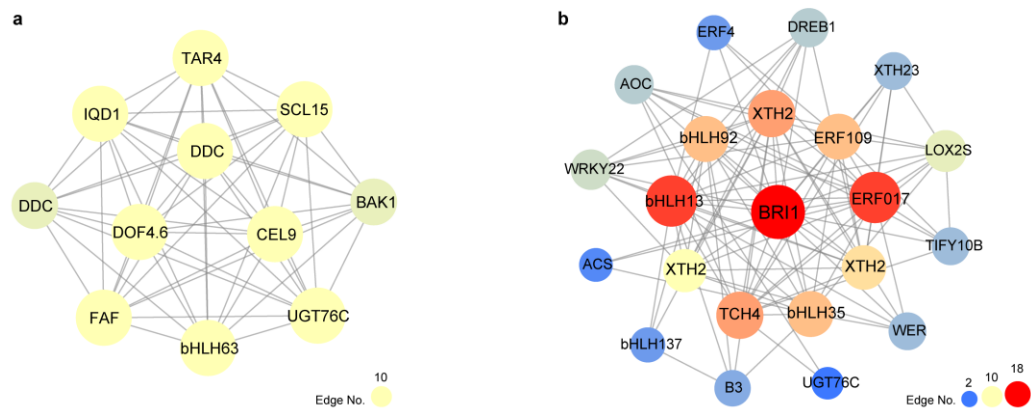 a
TAR4
IQD1
SCL15
DDC
DDC
BAK1
DOF4.6
CEL9
FAF
UGT76C
bHLH63
10
Edge No.
b
ERF4
DREB1
AOC
XTH23
XTH2
bHLH92
ERF109
LOX2S
WRKY22
bHLH13
BRI1
ERF017
TIFY10B
ACS
XTH2
XTH2
TCH4
bHLH35
WER
bHLH137
B3
UGT76C
2
10
18
Edge No.